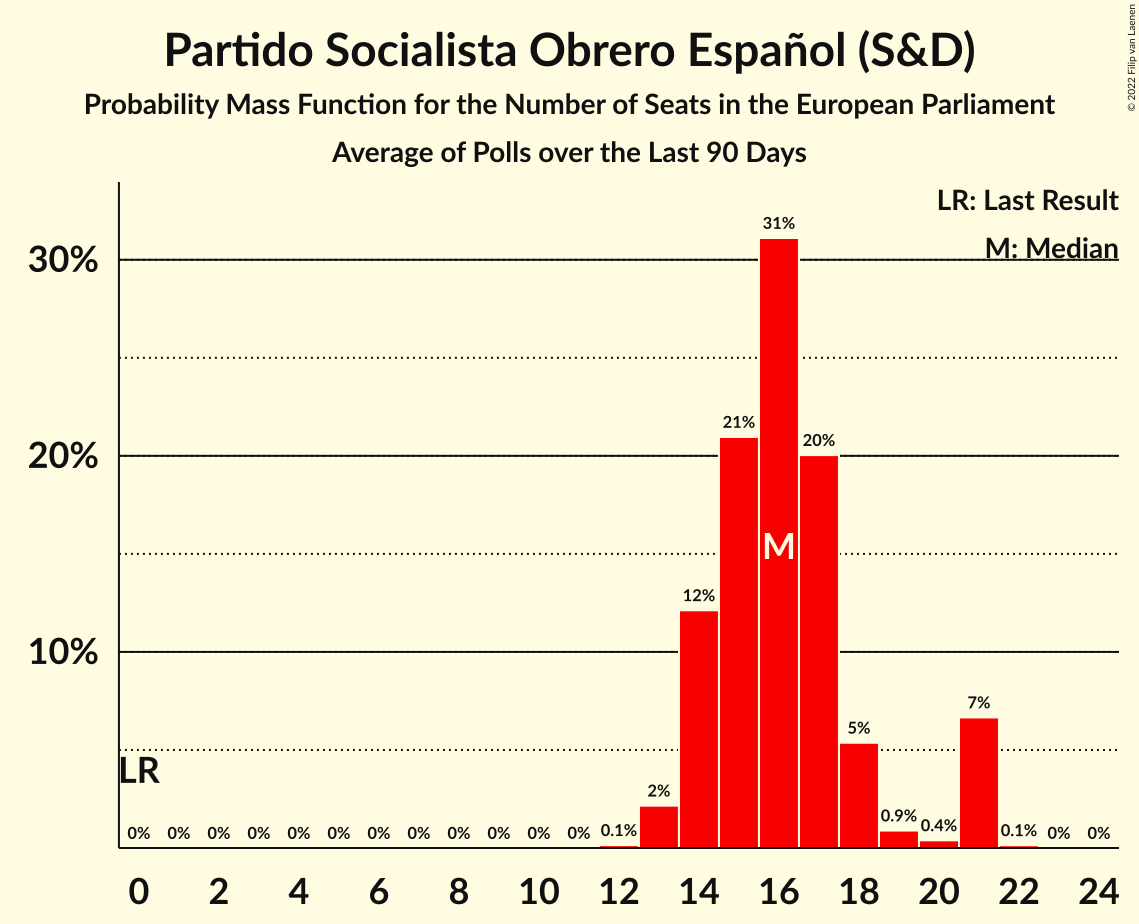 Partido Socialista Obrero Español (S&D)
Probability Mass Function for the Number of Seats in the European Parliament
Average of Polls over the Last 90 Days
© 2022 Filip van Laenen
LR: Last Result
M: Median
30%
20%
10%
31%
21%
20%
M
12%
7%
5%
LR
2%
0% 0% 0% 0% 0% 0% 0% 0% 0% 0% 0% 0% 0.1% 0.9% 0.4% 0.1% 0% 0%
0 2 4 6 8 10 12 14 16 18 20 22 24